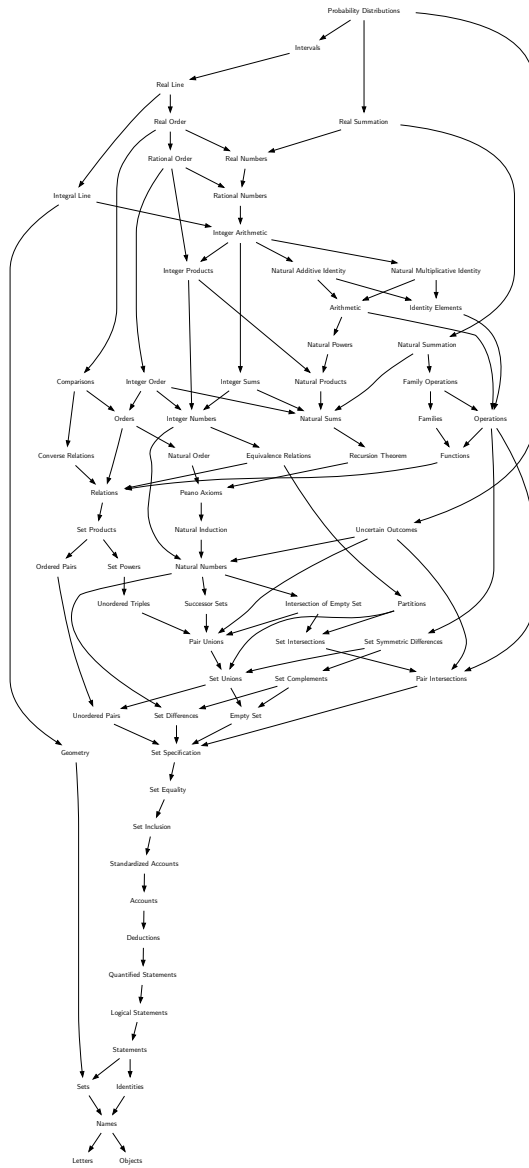 Probability Distributions
Intervals
Real Line
Real Order
Real Summation
Rational Order
Real Numbers
Integral Line
Rational Numbers
Integer Arithmetic
Integer Products
Natural Additive Identity
Natural Multiplicative Identity
Arithmetic
Identity Elements
Natural Powers
Natural Summation
Comparisons
Integer Order
Integer Sums
Natural Products
Family Operations
Orders
Integer Numbers
Natural Sums
Families
Operations
Converse Relations
Natural Order
Equivalence Relations
Recursion Theorem
Functions
Relations
Peano Axioms
Set Products
Natural Induction
Uncertain Outcomes
Ordered Pairs
Set Powers
Natural Numbers
Unordered Triples
Successor Sets
Intersection of Empty Set
Partitions
Pair Unions
Set Intersections
Set Symmetric Differences
Set Unions
Set Complements
Pair Intersections
Unordered Pairs
Set Differences
Empty Set
Geometry
Set Specification
Set Equality
Set Inclusion
Standardized Accounts
Accounts
Deductions
Quantified Statements
Logical Statements
Statements
Sets
Identities
Names
Letters
Objects